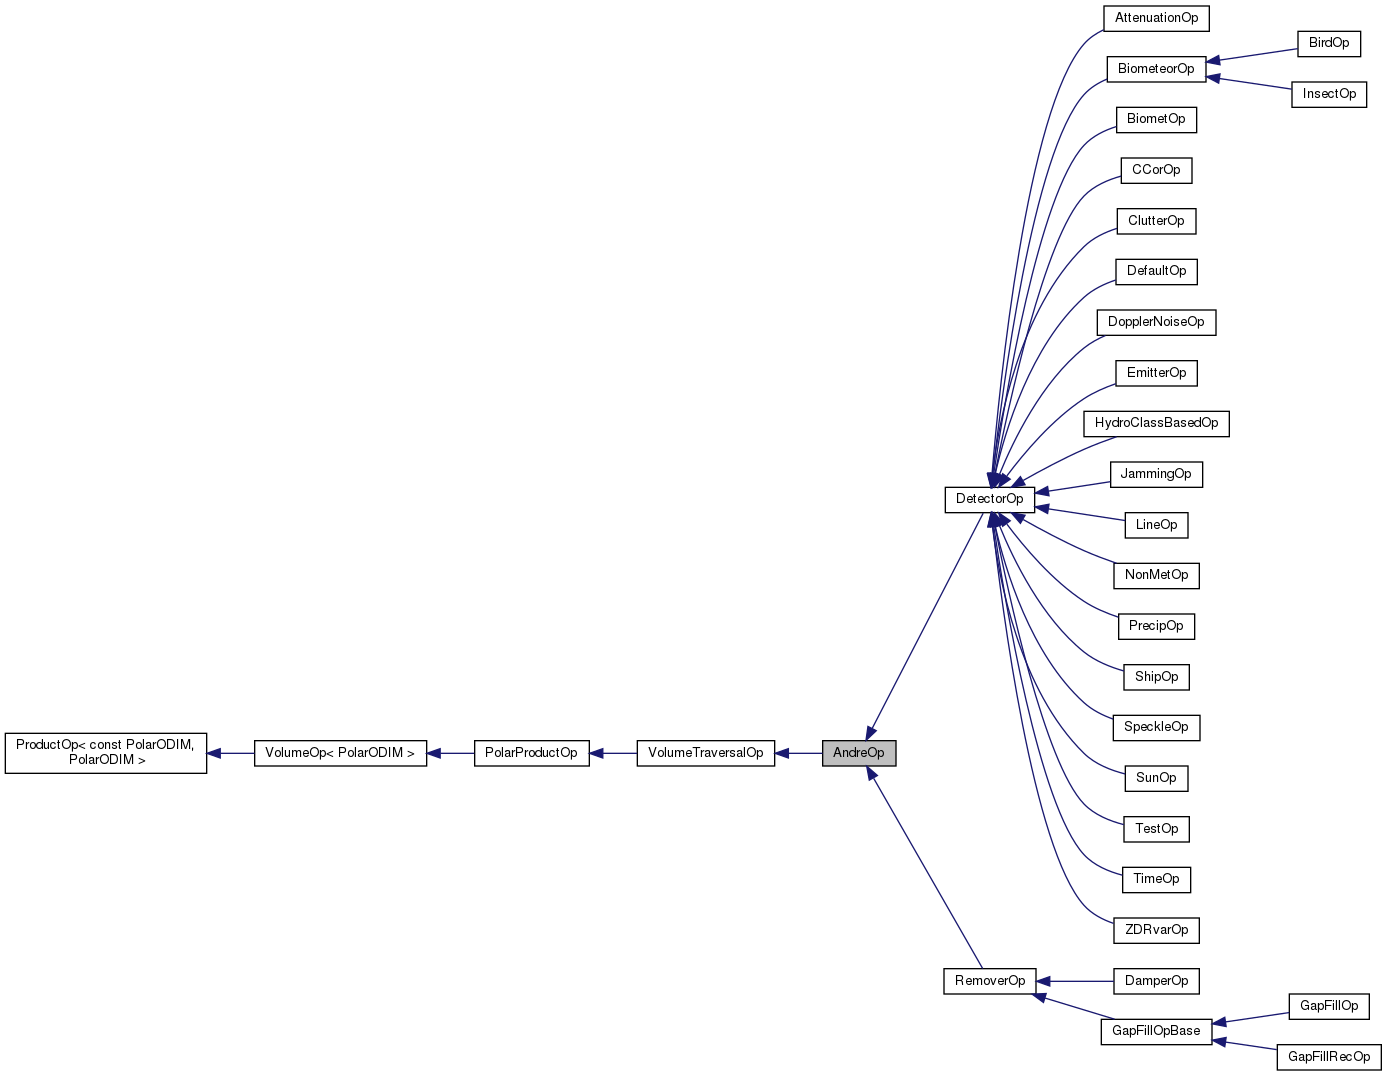 AttenuationOp
BiometeorOp
BirdOp
InsectOp
BiometOp
CCorOp
ClutterOp
DefaultOp
DopplerNoiseOp
EmitterOp
HydroClassBasedOp
JammingOp
DetectorOp
LineOp
NonMetOp
PrecipOp
ShipOp
SpeckleOp
ProductOp< const PolarODIM,
PolarODIM >
VolumeOp< PolarODIM >
PolarProductOp
VolumeTraversalOp
AndreOp
SunOp
TestOp
TimeOp
ZDRvarOp
RemoverOp
DamperOp
GapFillOpBase
GapFillOp
GapFillRecOp